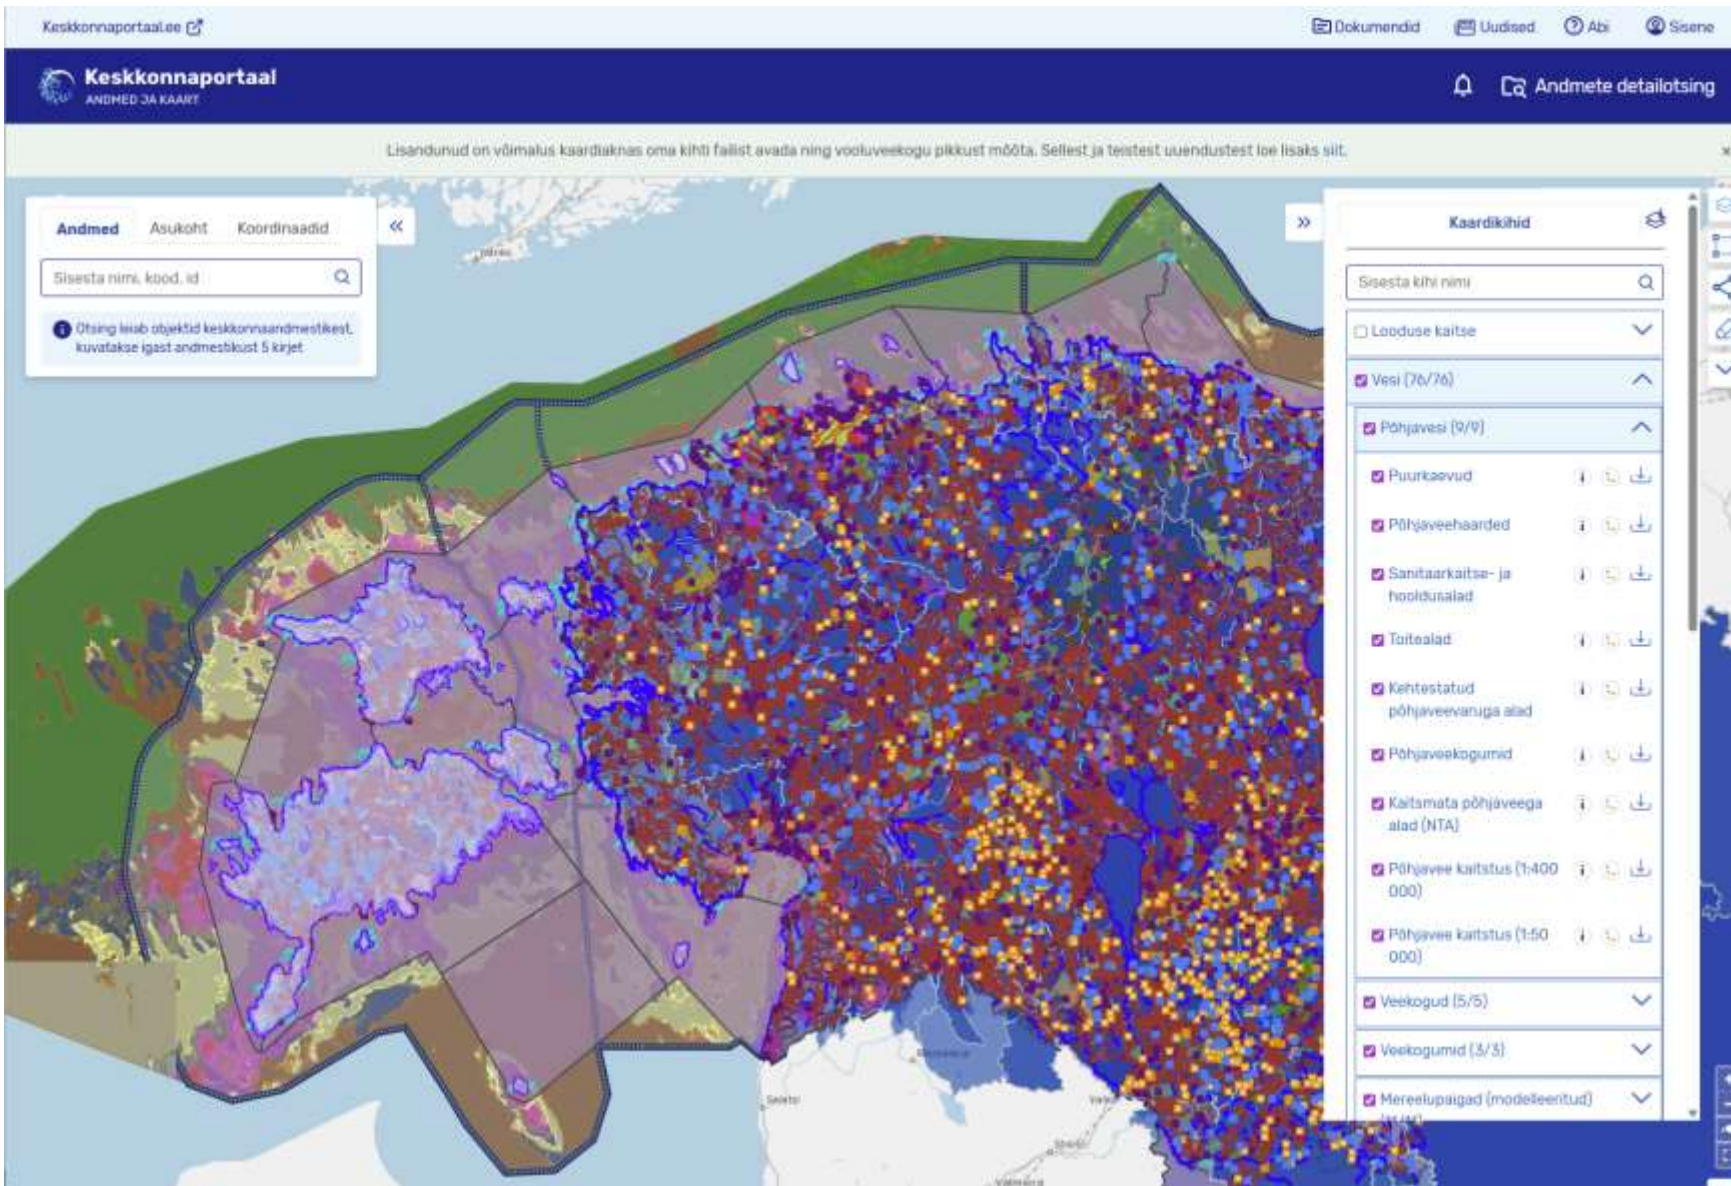 Keskkonnaportaal.ee
Dokumendid
Uudised
Abi
Sisene
Keskkonnaportaal
ANDMED JA KAART
Andmete detailotsing
Lisandunud on võimalus kaardiaknas oma kihti failist avada ning vooluveekogu pikkust mõõta. Sellest ja teistest uuendustest loe lisaks siit.
Andmed
Asukoht
Koordinaadid
Sisesta nimi, kood, id
Otsing leiab objektid keskkonnaandmestikest,
kuvatakse igast andmestikust 5 kirjet
Kaardikihid
Sisesta kihi nimi
Looduse kaitse
Vesi (76/76)
Põhjavesi (9/9)
Puurkaevud
Põhjaveehaarded
Sanitaarkaitse- ja
hooldusalad
Toitealad
Kehtestatud
põhjaveevaruga alad
Põhjaveekogumid
Kaitsmata põhjaveega
alad (NTA)
Põhjavee kaitstus (1:400
000)
Põhjavee kaitstus (1:50
000)
Veekogud (5/5)
Veekogumid (3/3)
Mereelupaigad (modelleeritud)